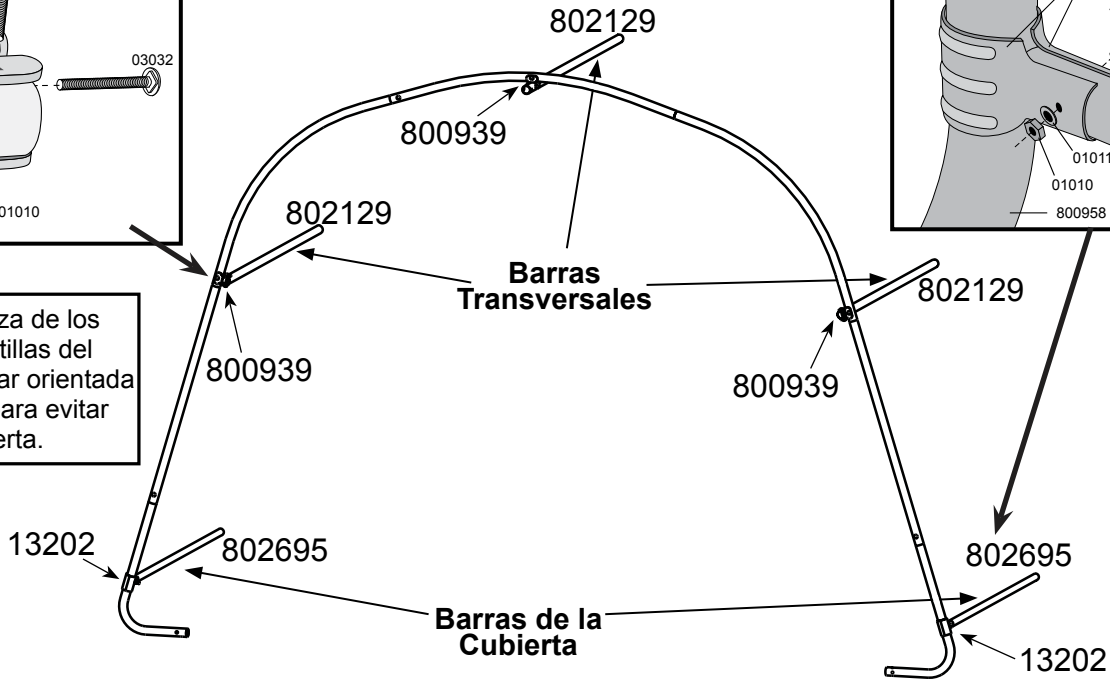 03032
01010
802129
800939
01011
01010
800958
802129
Barras
Transversales
802129
800939
800939
za de los
tillas del
ar orientada
ara evitar
erta.
13202
802695
802695
Barras de la
Cubierta
13202